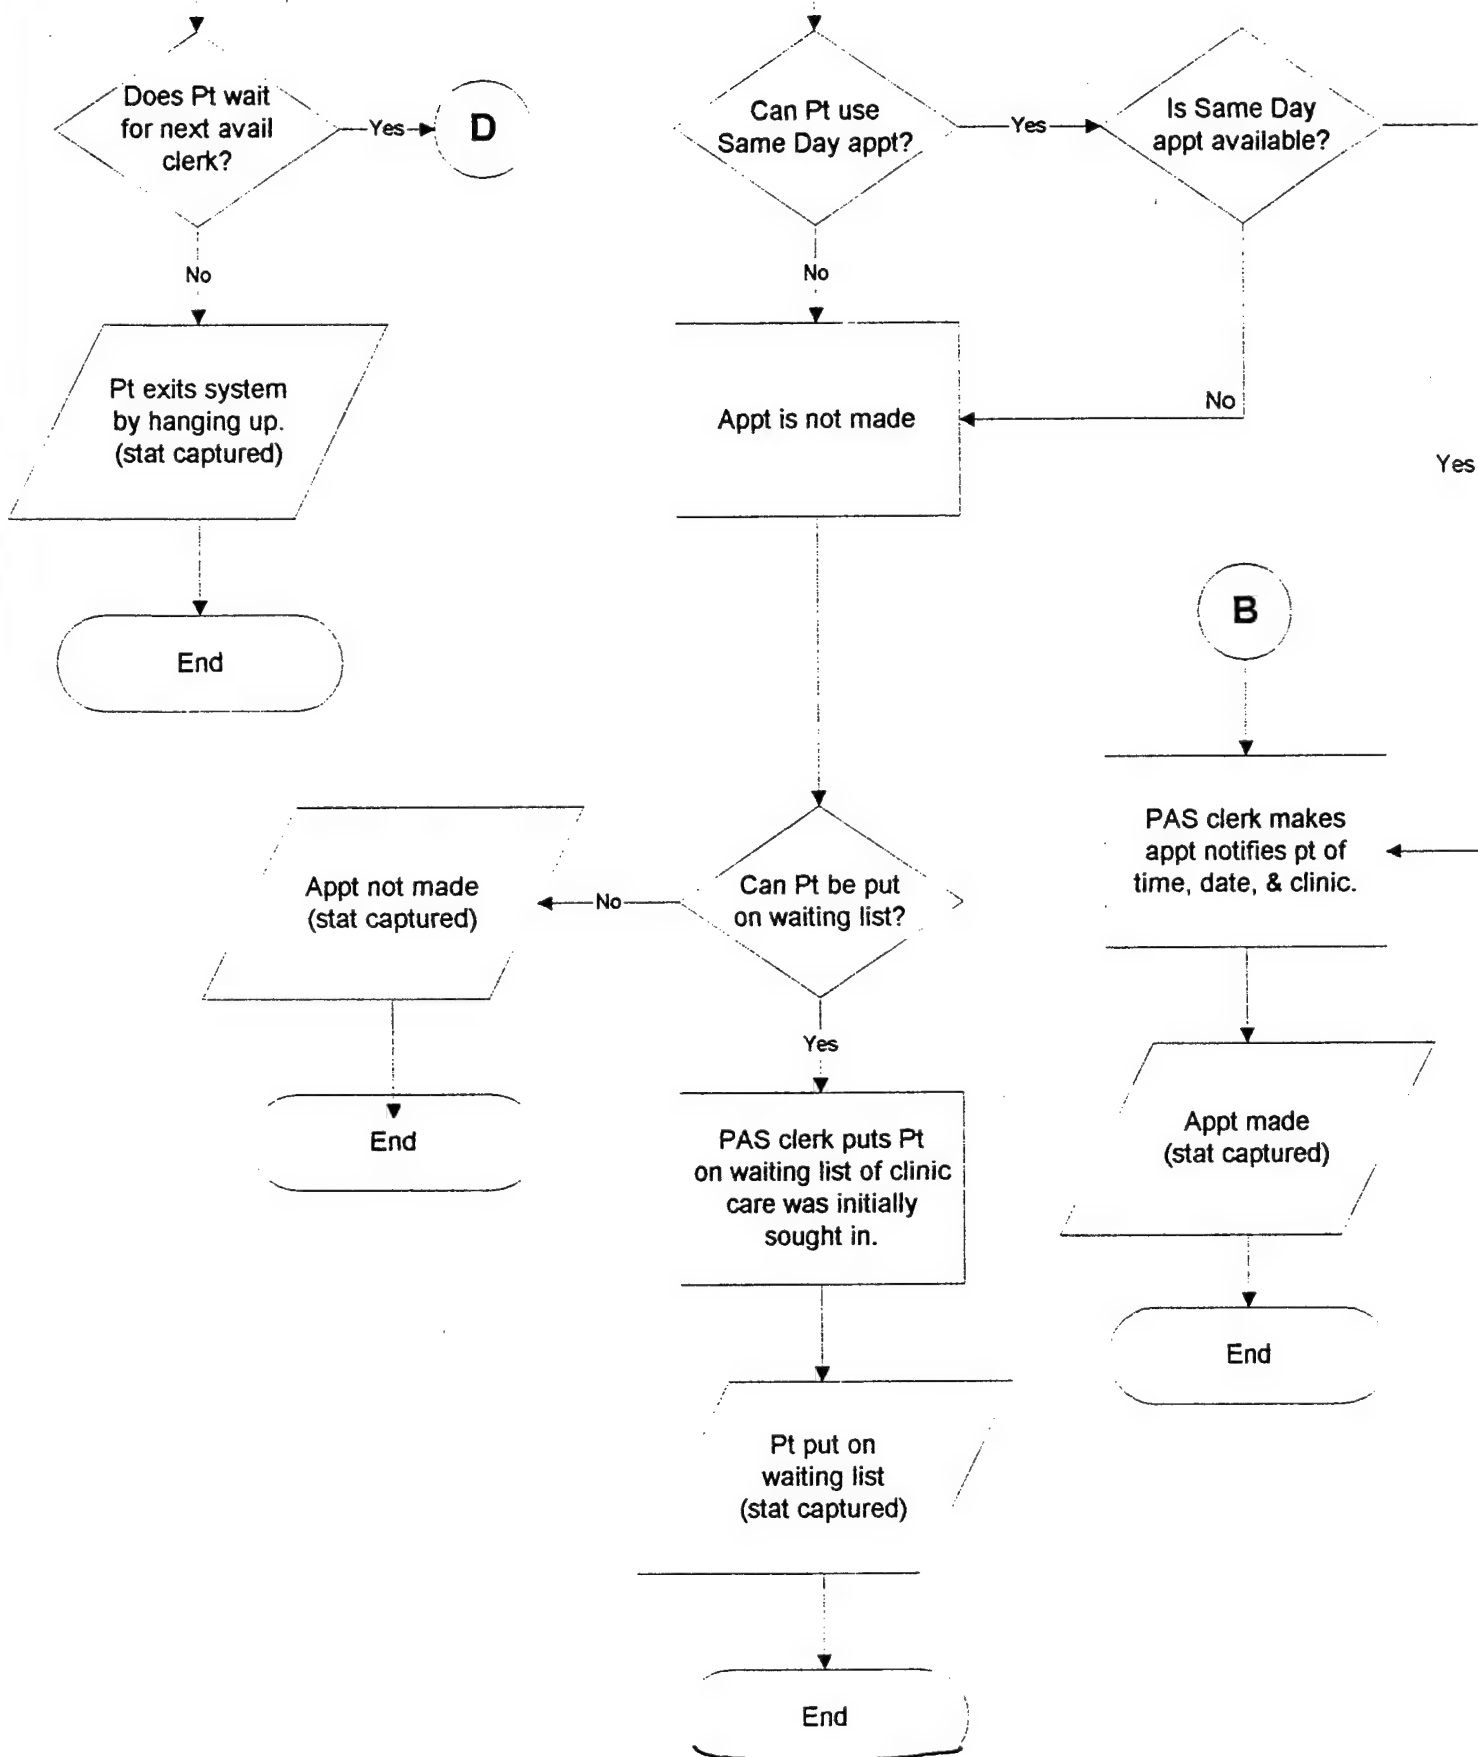 Does Pt wait
for next avail
clerk?
Yes
D
Can Pt use
Same Day appt?
Yes
Is Same Day
appt available?
No
No
Pt exits system
by hanging up.
(stat captured)
Appt is not made
No
Yes
End
B
PAS clerk makes
appt notifies pt of
time, date, & clinic.
Appt not made
(stat captured)
No
Can Pt be put
on waiting list?
Yes
End
PAS clerk puts Pt
on waiting list of clinic
care was initially
sought in.
Appt made
(stat captured)
End
Pt put on
waiting list
(stat captured)
End